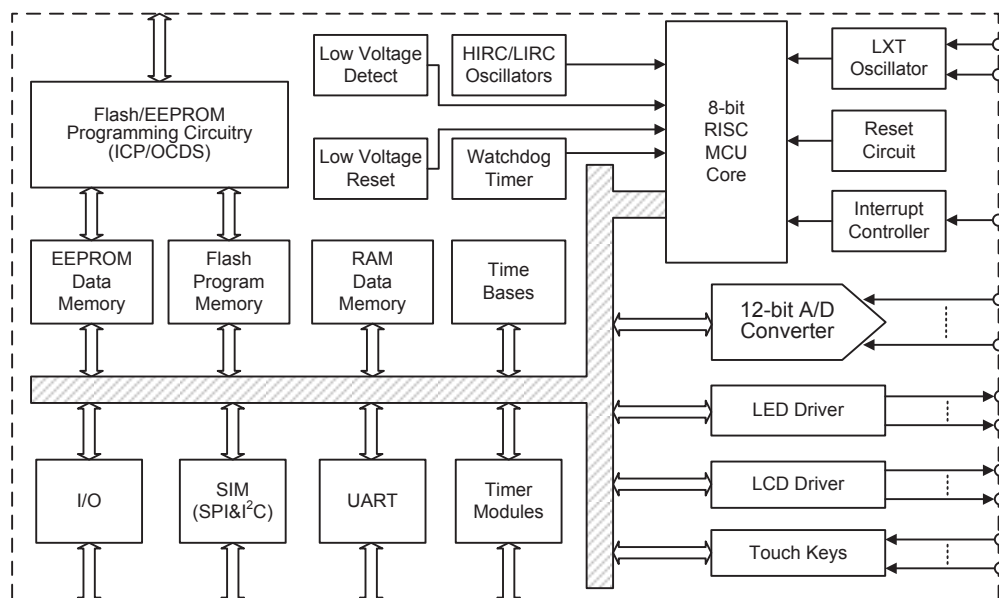 Flash/EEPROM
Programming Circuitry
(ICP/OCDS)
Low Voltage
Detect
HIRC/LIRC
Oscillators
Low Voltage
Reset
Watchdog
Timer
8-bit
RISC
MCU
Core
LXT
Oscillator
Reset
Circuit
Interrupt
Controller
EEPROM
Data
Memory
Flash
Program
Memory
RAM
Data
Memory
Time
Bases
12-bit A/D
Converter
LED Driver
LCD Driver
Touch Keys
I/O
SIM
(SPI&I²C)
UART
Timer
Modules